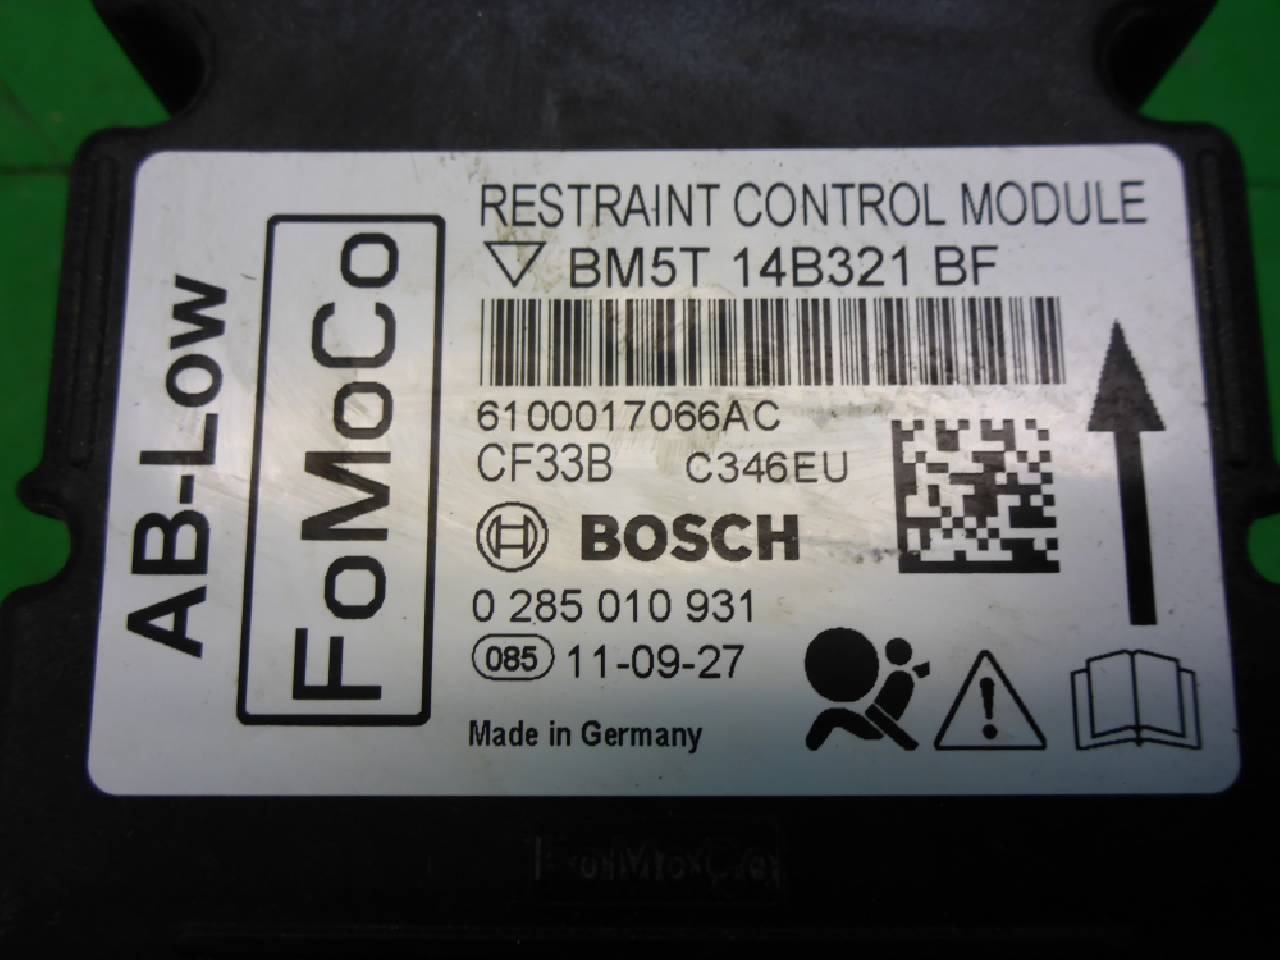 RESTRAINT CONTROL MODULE
BM5T 14B321 BF
6100017066AC
CF33B C346EU
BOSCH
0 285 010 931
085 11-09-27
Made in Germany
AB-Low
FoMoCo